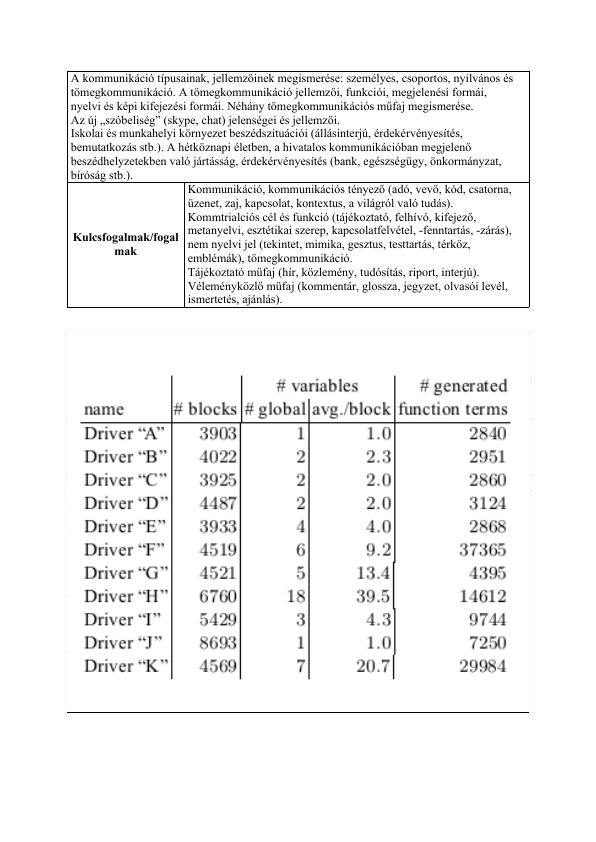 A kommunikáció típusainak, jellemzőinek megismerése: személyes, csoportos, nyilvános és
tömegkommunikáció. A tömegkommunikáció jellemzői, funkciói, megjelenési formái,
nyelvi és képi kifejezési formái. Néhány tömegkommunikációs műfaj megismerése.
Az új „szóbeliség” (skype, chat) jelenségei és jellemzői.
Iskolai és munkahelyi környezet beszédszituációi (állásinterjú, érdekérvényesítés,
bemutatkozás stb.). A hétköznapi életben, a hivatalos kommunikációban megjelenő
beszédhelyzetekben való jártásság, érdekérvényesítés (bank, egészségügy, önkormányzat,
bíróság stb.).
Kulcsfogalmak/fogal
mak
Kommunikáció, kommunikációs tényező (adó, vevő, kód, csatorna,
üzenet, zaj, kapcsolat, kontextus, a világról való tudás).
Kommtrialciós cél és funkció (tájékoztató, felhívó, kifejező,
metanyelvi, esztétikai szerep, kapcsolatfelvétel, -fenntartás, -zárás),
nem nyelvi jel (tekintet, mimika, gesztus, testtartás, térköz,
emblémák), tömegkommunikáció.
Tájékoztató műfaj (hír, közlemény, tudósítás, riport, interjú).
Véleményközlő műfaj (kommentár, glossza, jegyzet, olvasói levél,
ismertetés, ajánlás).
# variables # generated
name # blocks # global avg./block function terms
Driver “A” 3903 1 1.0 2840
Driver “B” 4022 2 2.3 2951
Driver “C” 3925 2 2.0 2860
Driver “D” 4487 2 2.0 3124
Driver “E” 3933 4 4.0 2868
Driver “F” 4519 6 9.2 37365
Driver “G” 4521 5 13.4 4395
Driver “H” 6760 18 39.5 14612
Driver “I” 5429 3 4.3 9744
Driver “J” 8693 1 1.0 7250
Driver “K” 4569 7 20.7 29984